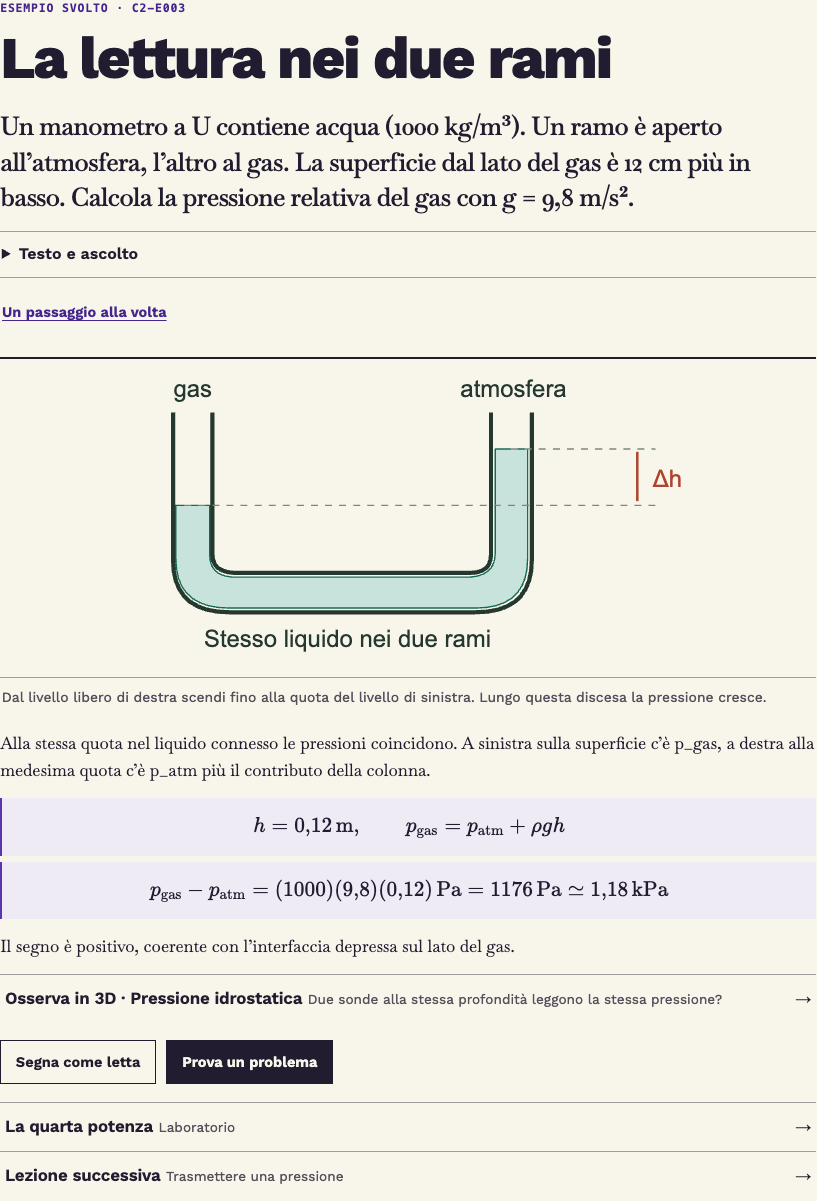 ESEMPIO SVOLTO · C2–E003
La lettura nei due rami
Un manometro a U contiene acqua (1000 kg/m³). Un ramo è aperto
all’atmosfera, l’altro al gas. La superficie dal lato del gas è 12 cm più in
basso. Calcola la pressione relativa del gas con g = 9,8 m/s².
▶ Testo e ascolto
Un passaggio alla volta
gas atmosfera
Δh
Stesso liquido nei due rami
Dal livello libero di destra scendi fino alla quota del livello di sinistra. Lungo questa discesa la pressione cresce.
Alla stessa quota nel liquido connesso le pressioni coincidono. A sinistra sulla superficie c’è p_gas, a destra alla
medesima quota c’è p_atm più il contributo della colonna.
h = 0,12 m, p_gas = p_atm + ρgh
p_gas − p_atm = (1000)(9,8)(0,12) Pa = 1176 Pa ≃ 1,18 kPa
Il segno è positivo, coerente con l’interfaccia depressa sul lato del gas.
Osserva in 3D · Pressione idrostatica Due sonde alla stessa profondità leggono la stessa pressione? →
Segna come letta Prova un problema
La quarta potenza Laboratorio →
Lezione successiva Trasmettere una pressione →